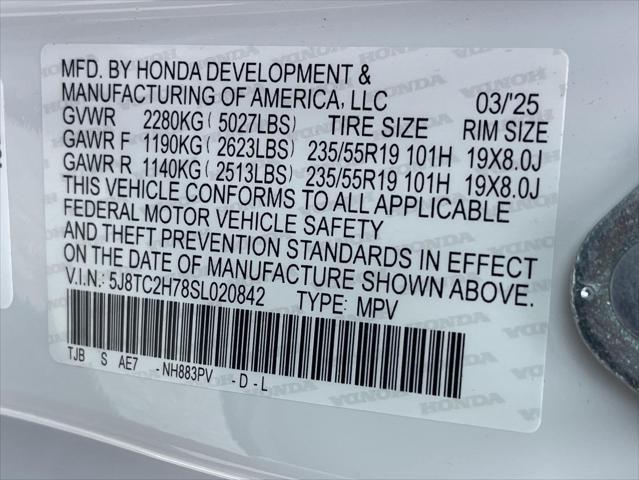 MFD. BY HONDA DEVELOPMENT &
MANUFACTURING OF AMERICA, LLC 03/'25
GVWR 2280KG ( 5027LBS ) TIRE SIZE RIM SIZE
GAWR F 1190KG ( 2623LBS ) 235/55R19 101H 19X8.0J
GAWR R 1140KG ( 2513LBS ) 235/55R19 101H 19X8.0J
THIS VEHICLE CONFORMS TO ALL APPLICABLE
FEDERAL MOTOR VEHICLE SAFETY
AND THEFT PREVENTION STANDARDS IN EFFECT
ON THE DATE OF MANUFACTURE SHOWN ABOVE.
V.I.N.: 5J8TC2H78SL020842 TYPE: MPV
TJB S AE7 - NH883PV - D - L